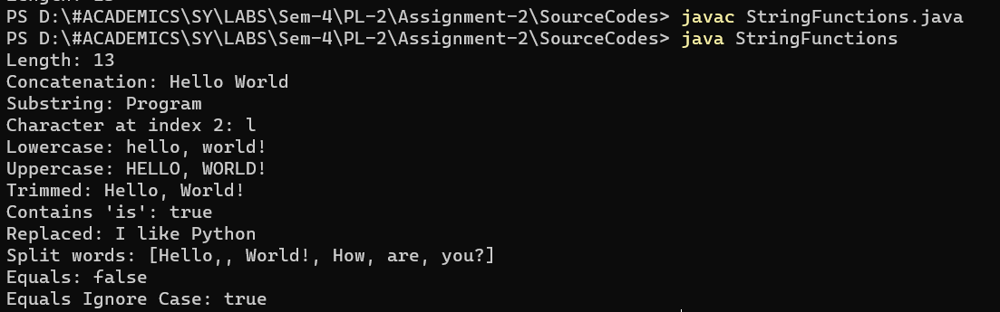 PS D:\#ACADEMICS\SY\LABS\Sem-4\PL-2\Assignment-2\SourceCodes> javac StringFunctions.java
PS D:\#ACADEMICS\SY\LABS\Sem-4\PL-2\Assignment-2\SourceCodes> java StringFunctions
Length: 13
Concatenation: Hello World
Substring: Program
Character at index 2: l
Lowercase: hello, world!
Uppercase: HELLO, WORLD!
Trimmed: Hello, World!
Contains 'is': true
Replaced: I like Python
Split words: [Hello,, World!, How, are, you?]
Equals: false
Equals Ignore Case: true